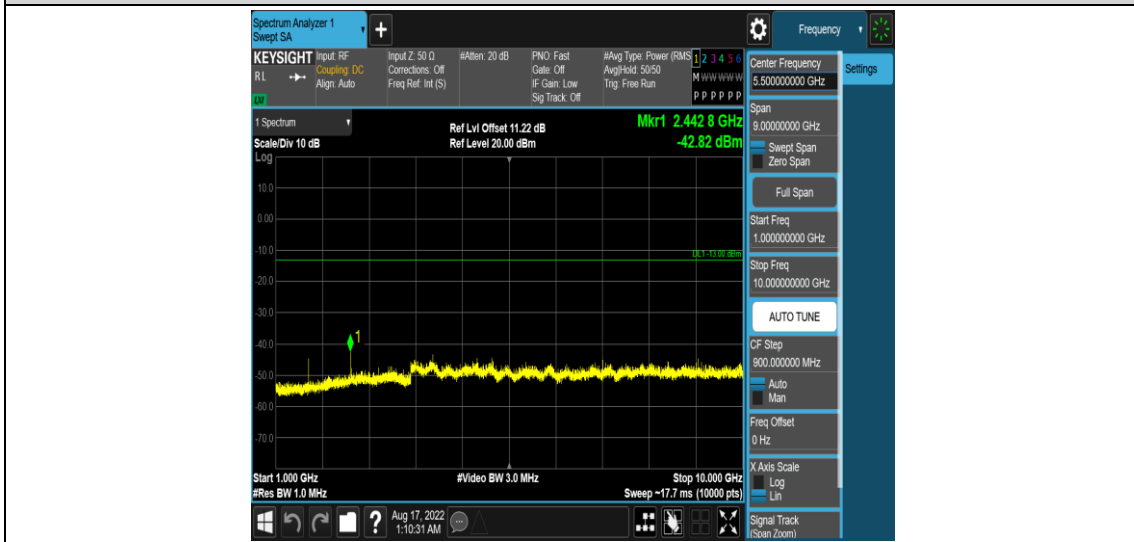 Spectrum Analyzer 1
Swept SA
+
Frequency
KEYSIGHT
RL
LNI
Input: RF
Coupling: DC
Align: Auto
Input Z: 50 Ω
Corrections: Off
Freq Ref: Int (S)
#Atten: 20 dB
PNO: Fast
Gate: Off
IF Gain: Low
Sig Track: Off
#Avg Type: Power (RMS
Avg|Hold: 50/50
Trig: Free Run
1 2 3 4 5 6
M W W W W W
P P P P P P
1 Spectrum
Scale/Div 10 dB
Log
Ref Lvl Offset 11.22 dB
Ref Level 20.00 dBm
Mkr1 2.442 8 GHz
-42.82 dBm
10.0
0.00
-10.0
DL1 -13.00 dBm
-20.0
-30.0
-40.0
1
-50.0
-60.0
-70.0
Start 1.000 GHz
#Res BW 1.0 MHz
#Video BW 3.0 MHz
Stop 10.000 GHz
Sweep ~17.7 ms (10000 pts)
Center Frequency
5.500000000 GHz
Settings
Span
9.00000000 GHz
Swept Span
Zero Span
Full Span
Start Freq
1.000000000 GHz
Stop Freq
10.000000000 GHz
AUTO TUNE
CF Step
900.000000 MHz
Auto
Man
Freq Offset
0 Hz
X Axis Scale
Log
Lin
Signal Track
(Span Zoom)
?
Aug 17, 2022
1:10:31 AM